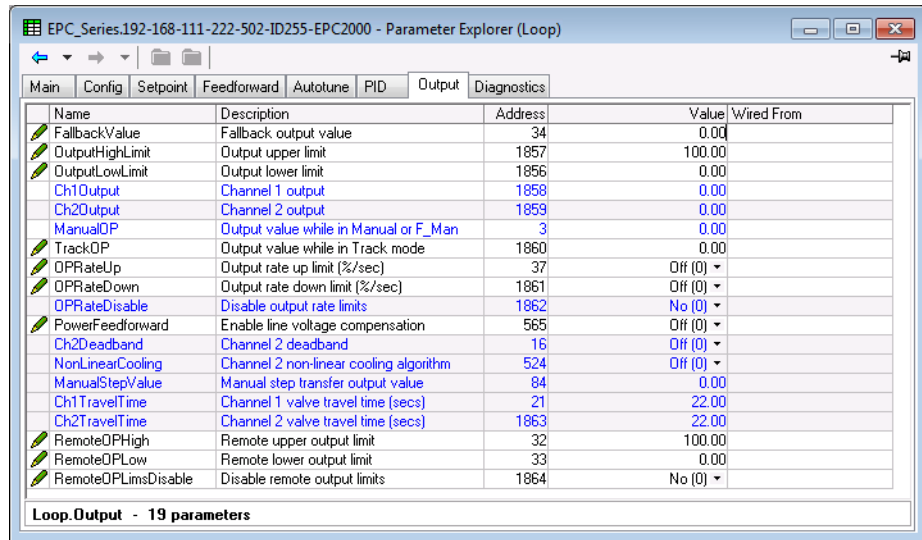 EPC_Series.192-168-111-222-502-ID255-EPC2000 - Parameter Explorer (Loop)
Main Config Setpoint Feedforward Autotune PID Output Diagnostics
Name Description Address Value Wired From
FallbackValue Fallback output value 34 0.00
OutputHighLimit Output upper limit 1857 100.00
OutputLowLimit Output lower limit 1856 0.00
Ch1Output Channel 1 output 1858 0.00
Ch2Output Channel 2 output 1859 0.00
ManualOP Output value while in Manual or F_Man 3 0.00
TrackOP Output value while in Track mode 1860 0.00
OPRateUp Output rate up limit (%/sec) 37 Off (0)
OPRateDown Output rate down limit (%/sec) 1861 Off (0)
OPRateDisable Disable output rate limits 1862 No (0)
PowerFeedforward Enable line voltage compensation 565 Off (0)
Ch2Deadband Channel 2 deadband 16 Off (0)
NonLinearCooling Channel 2 non-linear cooling algorithm 524 Off (0)
ManualStepValue Manual step transfer output value 84 0.00
Ch1TravelTime Channel 1 valve travel time (secs) 21 22.00
Ch2TravelTime Channel 2 valve travel time (secs) 1863 22.00
RemoteOPHigh Remote upper output limit 32 100.00
RemoteOPLow Remote lower output limit 33 0.00
RemoteOPLimsDisable Disable remote output limits 1864 No (0)
Loop.Output - 19 parameters